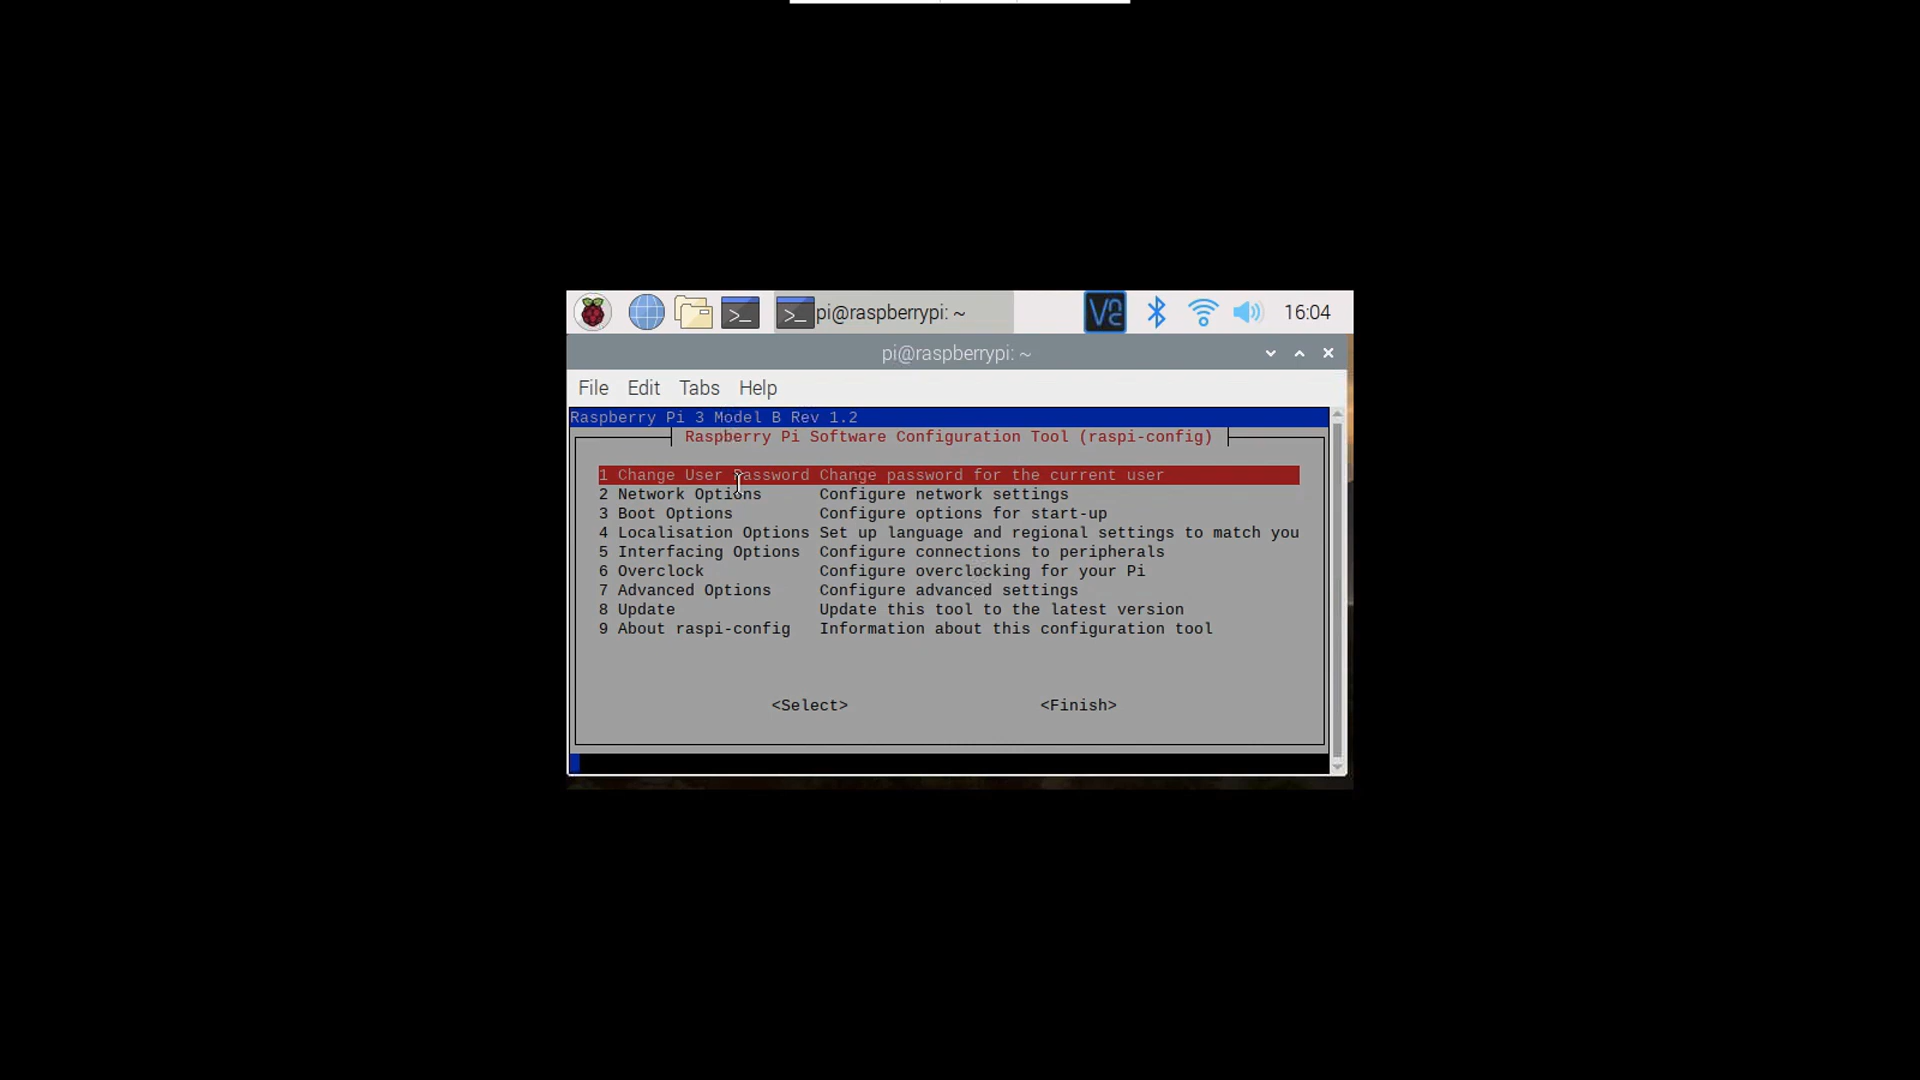 pi@raspberrypi: ~
16:04
pi@raspberrypi: ~
File Edit Tabs Help
Raspberry Pi 3 Model B Rev 1.2
Raspberry Pi Software Configuration Tool (raspi-config)
1 Change User Password Change password for the current user
2 Network Options Configure network settings
3 Boot Options Configure options for start-up
4 Localisation Options Set up language and regional settings to match you
5 Interfacing Options Configure connections to peripherals
6 Overclock Configure overclocking for your Pi
7 Advanced Options Configure advanced settings
8 Update Update this tool to the latest version
9 About raspi-config Information about this configuration tool
<Select> <Finish>